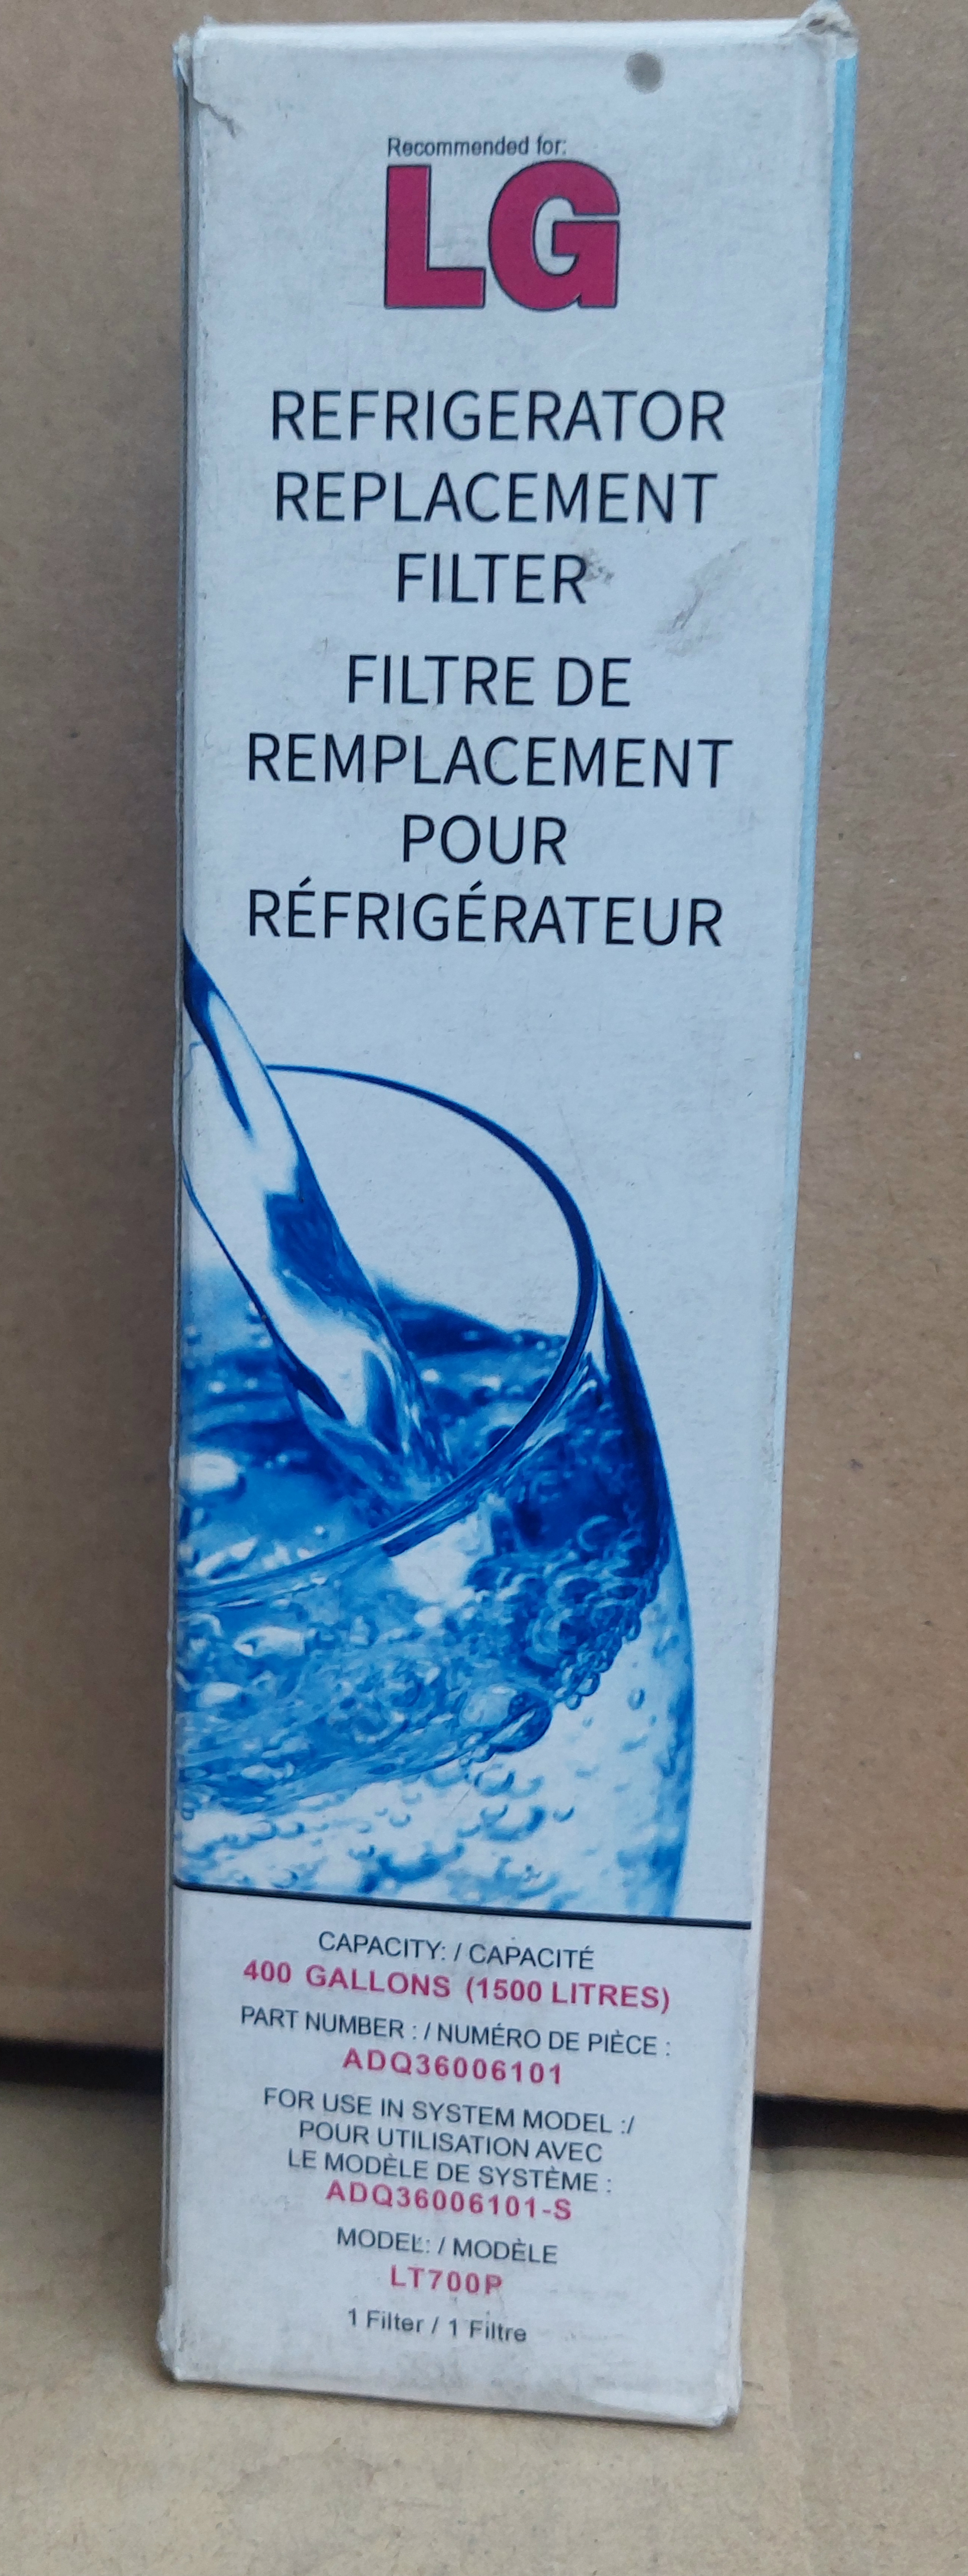 Recommended for:
LG
REFRIGERATOR
REPLACEMENT
FILTER
FILTRE DE
REMPLACEMENT
POUR
RÉFRIGÉRATEUR
CAPACITY: / CAPACITÉ
400 GALLONS (1500 LITRES)
PART NUMBER : / NUMÉRO DE PIÈCE :
ADQ36006101
FOR USE IN SYSTEM MODEL :/
POUR UTILISATION AVEC
LE MODÈLE DE SYSTÈME :
ADQ36006101-S
MODEL: / MODÈLE
LT700P
1 Filter / 1 Filtre